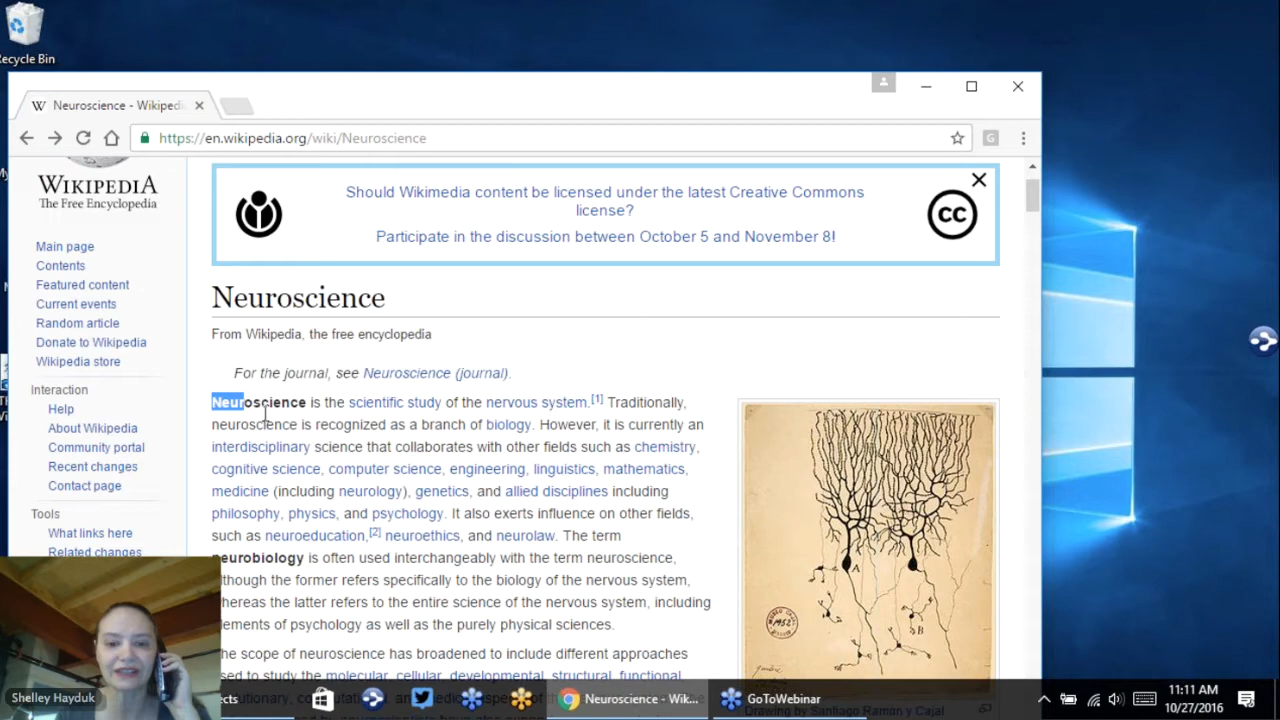 Recycle Bin
Neuroscience - Wikipedi
https://en.wikipedia.org/wiki/Neuroscience
WIKIPEDIA
The Free Encyclopedia
Main page
Contents
Featured content
Current events
Random article
Donate to Wikipedia
Wikipedia store
Interaction
Help
About Wikipedia
Community portal
Recent changes
Contact page
Tools
What links here
Related changes
Should Wikimedia content be licensed under the latest Creative Commons
license?
Participate in the discussion between October 5 and November 8!
cc
Neuroscience
From Wikipedia, the free encyclopedia
For the journal, see Neuroscience (journal).
Neuroscience is the scientific study of the nervous system.[1] Traditionally,
neuroscience is recognized as a branch of biology. However, it is currently an
interdisciplinary science that collaborates with other fields such as chemistry,
cognitive science, computer science, engineering, linguistics, mathematics,
medicine (including neurology), genetics, and allied disciplines including
philosophy, physics, and psychology. It also exerts influence on other fields,
such as neuroeducation,[2] neuroethics, and neurolaw. The term
neurobiology is often used interchangeably with the term neuroscience,
although the former refers specifically to the biology of the nervous system,
whereas the latter refers to the entire science of the nervous system, including
elements of psychology as well as the purely physical sciences.
The scope of neuroscience has broadened to include different approaches
used to study the molecular, cellular, developmental, structural, functional,
A
B
1952
Drawing by Santiago Ramón y Cajal
Shelley Hayduk
Neuroscience - Wik...
GoToWebinar
11:11 AM
10/27/2016